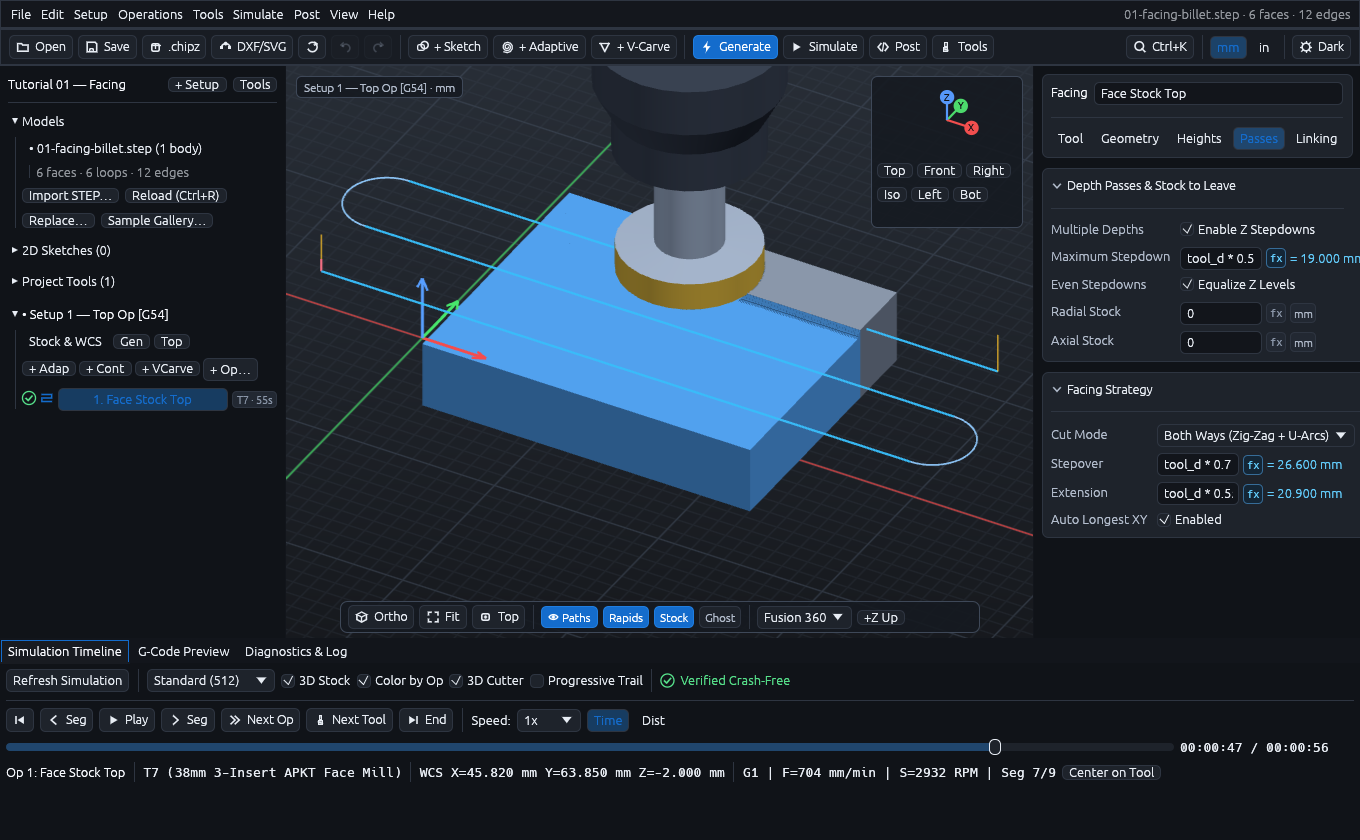 File Edit Setup Operations Tools Simulate Post View Help
01-facing-billet.step · 6 faces · 12 edges
Open Save .chipz DXF/SVG + Sketch + Adaptive + V-Carve Generate Simulate Post Tools Ctrl+K mm in Dark
Tutorial 01 — Facing + Setup Tools
Models
• 01-facing-billet.step (1 body)
6 faces · 6 loops · 12 edges
Import STEP... Reload (Ctrl+R)
Replace... Sample Gallery...
2D Sketches (0)
Project Tools (1)
• Setup 1 — Top Op [G54]
Stock & WCS Gen Top
+ Adap + Cont + VCarve + Op...
1. Face Stock Top T7 · 55s
Setup 1 — Top Op [G54] · mm
Z
Y
X
Top Front Right
Iso Left Bot
Ortho Fit Top Paths Rapids Stock Ghost Fusion 360 +Z Up
Facing Face Stock Top
Tool Geometry Heights Passes Linking
Depth Passes & Stock to Leave
Multiple Depths Enable Z Stepdowns
Maximum Stepdown tool_d * 0.5 fx = 19.000 mm
Even Stepdowns Equalize Z Levels
Radial Stock 0 fx mm
Axial Stock 0 fx mm
Facing Strategy
Cut Mode Both Ways (Zig-Zag + U-Arcs)
Stepover tool_d * 0.7 fx = 26.600 mm
Extension tool_d * 0.5 fx = 20.900 mm
Auto Longest XY Enabled
Simulation Timeline G-Code Preview Diagnostics & Log
Refresh Simulation Standard (512) 3D Stock Color by Op 3D Cutter Progressive Trail Verified Crash-Free
Seg Play Seg Next Op Next Tool End Speed: 1x Time Dist
00:00:47 / 00:00:56
Op 1: Face Stock Top T7 (38mm 3-Insert APKT Face Mill) WCS X=45.820 mm Y=63.850 mm Z=-2.000 mm G1 | F=704 mm/min | S=2932 RPM | Seg 7/9 Center on Tool